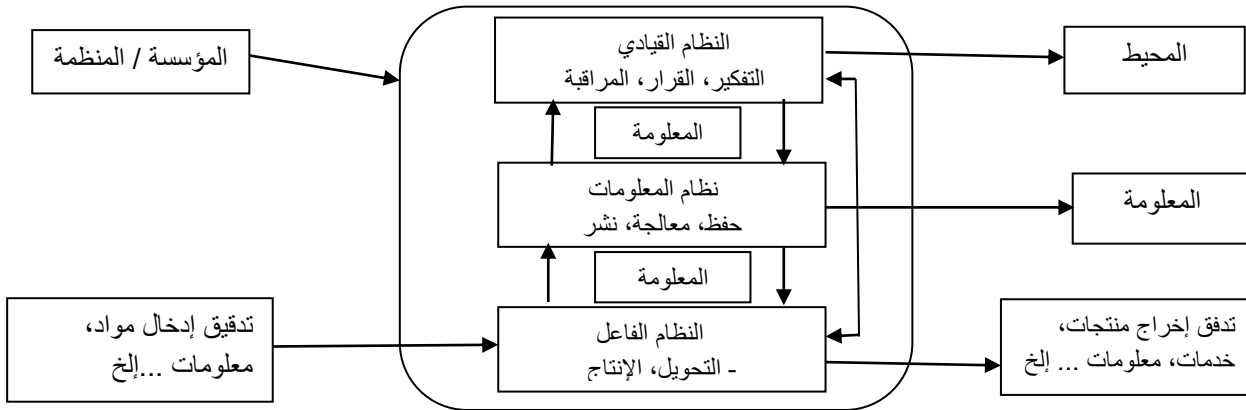 النظام القيادي
التفكير، القرار، المراقبة
المؤسسة / المنظمة
المحيط
المعلومة
نظام المعلومات
حفظ، معالجة، نشر
المعلومة
المعلومة
النظام الفاعل
- التحويل، الإنتاج
تدقيق إدخال مواد،
معلومات ...إلخ
تدفق إخراج منتجات،
خدمات، معلومات ... إلخ